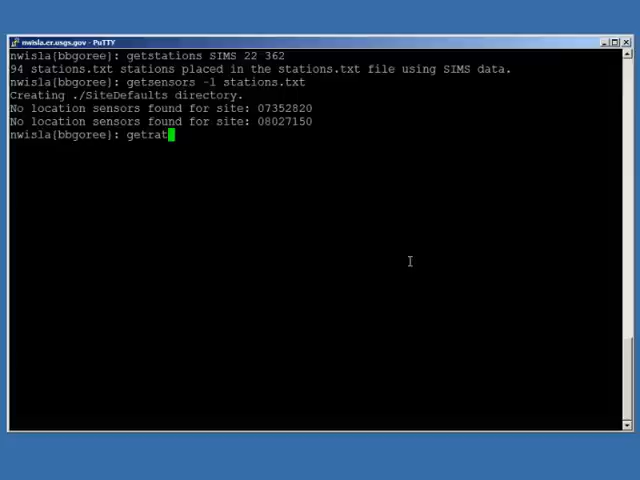 nwisla.er.usgs.gov - PuTTY
nwisla{bbgoree}: getstations SIMS 22 362
94 stations.txt stations placed in the stations.txt file using SIMS data.
nwisla{bbgoree}: getsensors -l stations.txt
Creating ./SiteDefaults directory.
No location sensors found for site: 07352820
No location sensors found for site: 08027150
nwisla{bbgoree}: getrat